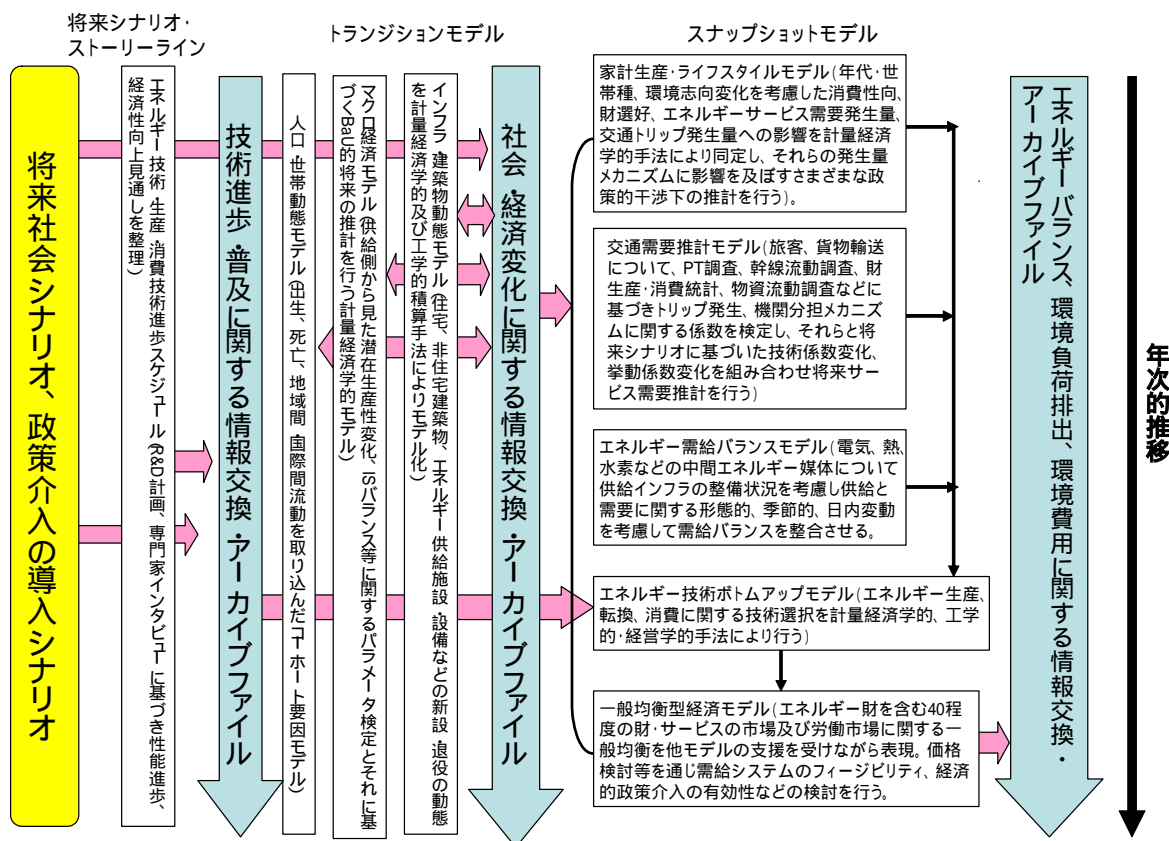 将来シナリオ・
ストーリーライン
トランジションモデル
スナップショットモデル
将来社会シナリオ、政策介入の導入シナリオ
エネルギー技術・生産・消費技術進歩スケジュール(R&D計画、専門家インタビューに基づき性能進歩、
経済性向上見通しを整理)
技術進歩・普及に関する情報交換・アーカイブファイル
人口・世帯動態モデル(出生、死亡、地域間・国際間流動を取り込んだコーホート要因モデル)
マクロ経済モデル(供給側から見た潜在生産性変化、ISバランス等に関するパラメータ検定とそれに基
づくBaU的将来の推計を行う計量経済学的モデル)
インフラ・建築物動態モデル(住宅、非住宅建築物、エネルギー供給施設・設備などの新設・退役の動態
を計量経済学的及び工学的積算手法によりモデル化)
社会・経済変化に関する情報交換・アーカイブファイル
家計生産・ライフスタイルモデル(年代・世
帯種、環境志向変化を考慮した消費性向、
財選好、エネルギーサービス需要発生量、
交通トリップ発生量への影響を計量経済
学的手法により同定し、それらの発生量
メカニズムに影響を及ぼすさまざまな政
策的干渉下の推計を行う)。
交通需要推計モデル(旅客、貨物輸送
について、PT調査、幹線流動調査、財
生産・消費統計、物資流動調査などに
基づきトリップ発生、機関分担メカニズ
ムに関する係数を検定し、それらと将
来シナリオに基づいた技術係数変化、
挙動係数変化を組み合わせ将来サー
ビス需要推計を行う)
エネルギー需給バランスモデル(電気、熱、
水素などの中間エネルギー媒体について
供給インフラの整備状況を考慮し供給と
需要に関する形態的、季節的、日内変動
を考慮して需給バランスを整合させる。
エネルギー技術ボトムアップモデル(エネルギー生産、
転換、消費に関する技術選択を計量経済学的、工学
的・経営学的手法により行う)
一般均衡型経済モデル(エネルギー財を含む40程
度の財・サービスの市場及び労働市場に関する一
般均衡を他モデルの支援を受けながら表現。価格
検討等を通じ需給システムのフィージビリティ、経済
的政策介入の有効性などの検討を行う。
エネルギーバランス、環境負荷排出、環境費用に関する情報交換・
アーカイブファイル
年次的推移